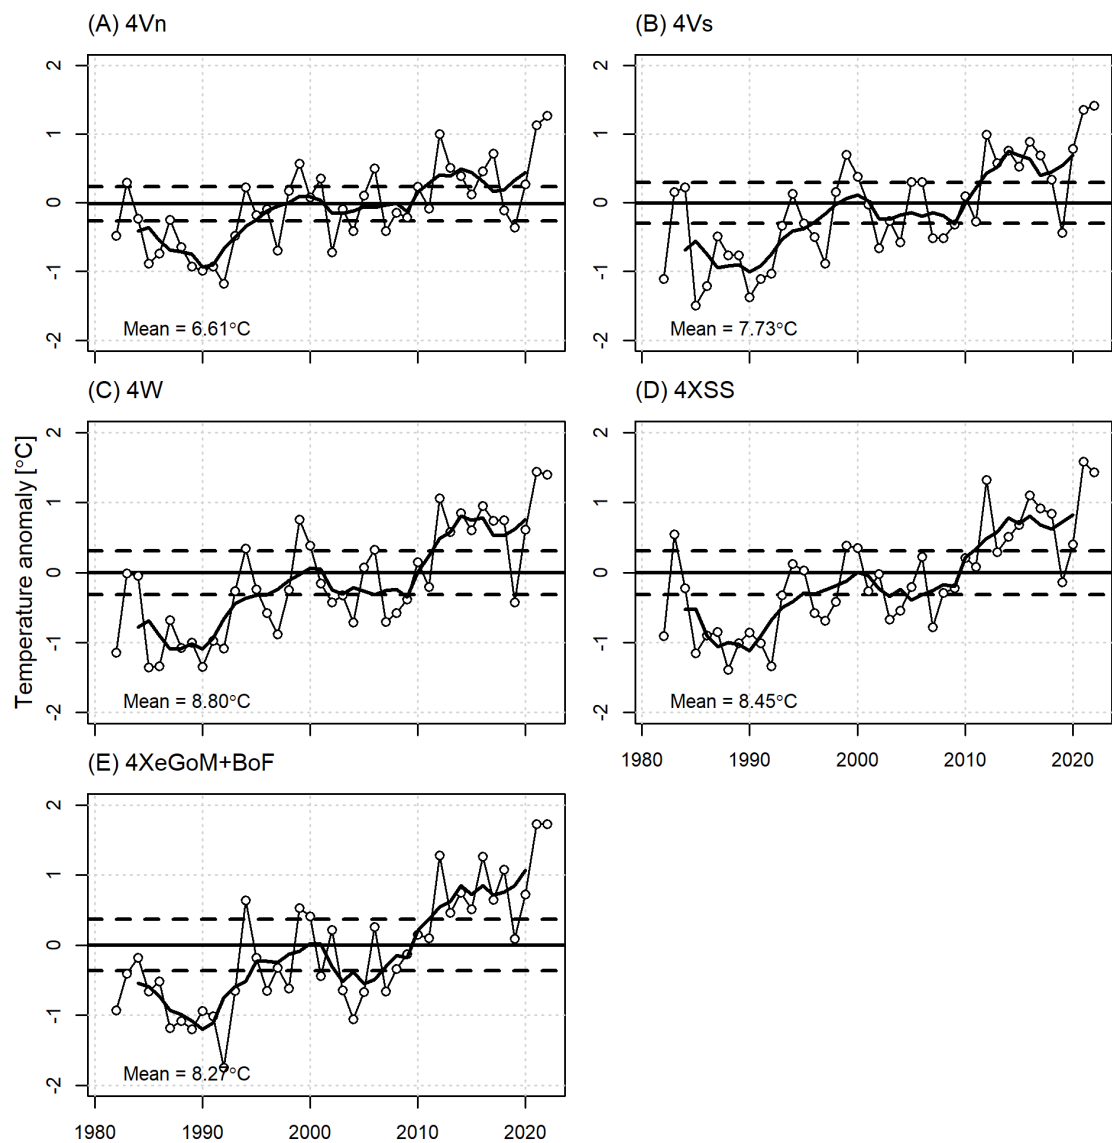 (A) 4Vn
(B) 4Vs
2
1
0
-1
-2
Mean = 6.61°C
2
1
0
-1
-2
Mean = 7.73°C
(C) 4W
(D) 4XSS
Temperature anomaly [°C]
2
1
0
-1
-2
Mean = 8.80°C
2
1
0
-1
-2
Mean = 8.45°C
1980 1990 2000 2010 2020
(E) 4XeGoM+BoF
2
1
0
-1
-2
Mean = 8.27°C
1980 1990 2000 2010 2020